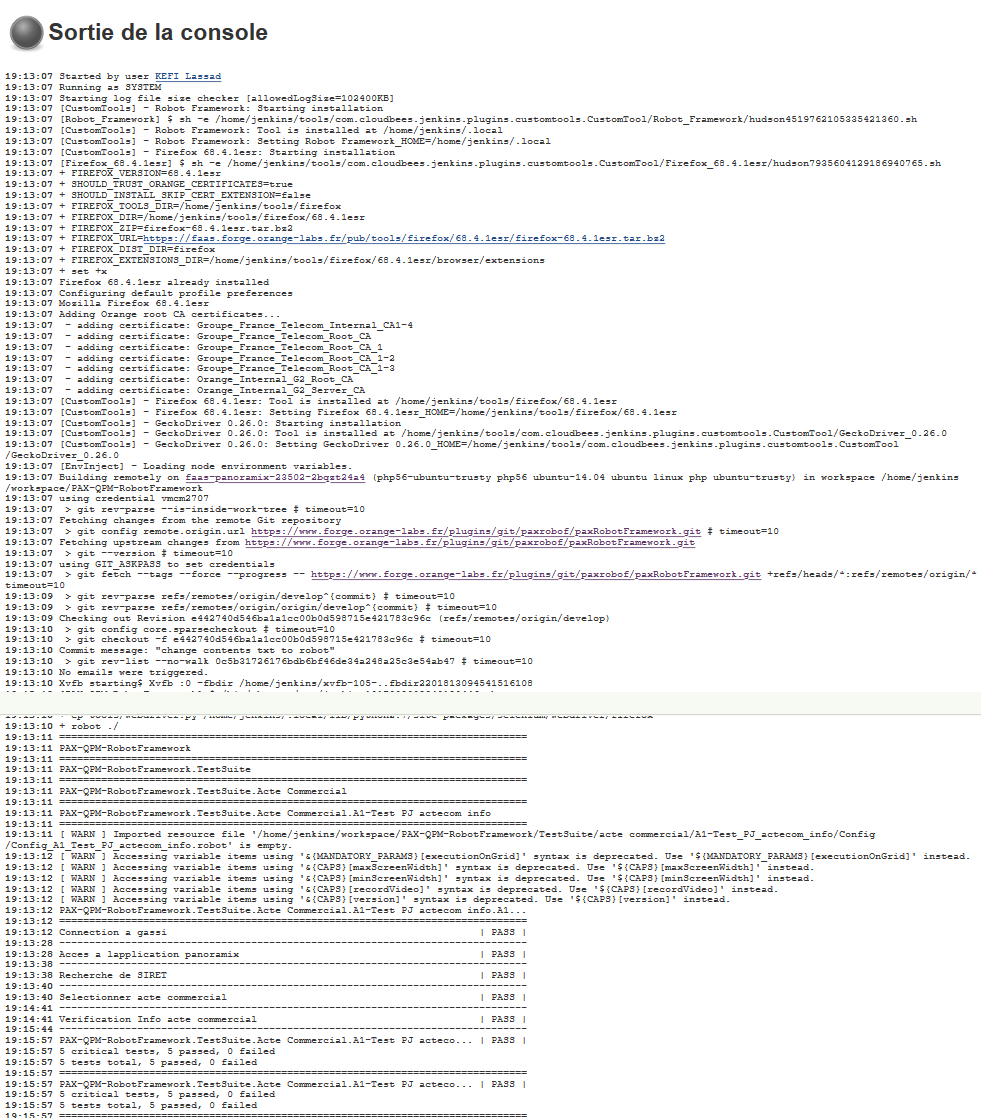 Sortie de la console
19:13:07 Started by user KEFI Lassad
19:13:07 Running as SYSTEM
19:13:07 Starting log file size checker [allowedLogSize=102400KB]
19:13:07 [CustomTools] - Robot Framework: Starting installation
19:13:07 [Robot_Framework] $ sh -e /home/jenkins/tools/com.cloudbees.jenkins.plugins.customtools.CustomTool/Robot_Framework/hudson4519762105335421360.sh
19:13:07 [CustomTools] - Robot Framework: Tool is installed at /home/jenkins/.local
19:13:07 [CustomTools] - Robot Framework: Setting Robot Framework_HOME=/home/jenkins/.local
19:13:07 [CustomTools] - Firefox 68.4.1esr: Starting installation
19:13:07 [Firefox_68.4.1esr] $ sh -e /home/jenkins/tools/com.cloudbees.jenkins.plugins.customtools.CustomTool/Firefox_68.4.1esr/hudson7935604129186940765.sh
19:13:07 + FIREFOX_VERSION=68.4.1esr
19:13:07 + SHOULD_TRUST_ORANGE_CERTIFICATES=true
19:13:07 + SHOULD_INSTALL_SKIP_CERT_EXTENSION=false
19:13:07 + FIREFOX_TOOLS_DIR=/home/jenkins/tools/firefox
19:13:07 + FIREFOX_DIR=/home/jenkins/tools/firefox/68.4.1esr
19:13:07 + FIREFOX_ZIP=firefox-68.4.1esr.tar.bz2
19:13:07 + FIREFOX_URL=https://faas.forge.orange-labs.fr/pub/tools/firefox/68.4.1esr/firefox-68.4.1esr.tar.bz2
19:13:07 + FIREFOX_DIST_DIR=firefox
19:13:07 + FIREFOX_EXTENSIONS_DIR=/home/jenkins/tools/firefox/68.4.1esr/browser/extensions
19:13:07 + set +x
19:13:07 Firefox 68.4.1esr already installed
19:13:07 Configuring default profile preferences
19:13:07 Mozilla Firefox 68.4.1esr
19:13:07 Adding Orange root CA certificates...
19:13:07  - adding certificate: Groupe_France_Telecom_Internal_CA1-4
19:13:07  - adding certificate: Groupe_France_Telecom_Root_CA
19:13:07  - adding certificate: Groupe_France_Telecom_Root_CA_1
19:13:07  - adding certificate: Groupe_France_Telecom_Root_CA_1-2
19:13:07  - adding certificate: Groupe_France_Telecom_Root_CA_1-3
19:13:07  - adding certificate: Orange_Internal_G2_Root_CA
19:13:07  - adding certificate: Orange_Internal_G2_Server_CA
19:13:07 [CustomTools] - Firefox 68.4.1esr: Tool is installed at /home/jenkins/tools/firefox/68.4.1esr
19:13:07 [CustomTools] - Firefox 68.4.1esr: Setting Firefox 68.4.1esr_HOME=/home/jenkins/tools/firefox/68.4.1esr
19:13:07 [CustomTools] - GeckoDriver 0.26.0: Starting installation
19:13:07 [CustomTools] - GeckoDriver 0.26.0: Tool is installed at /home/jenkins/tools/com.cloudbees.jenkins.plugins.customtools.CustomTool/GeckoDriver_0.26.0
19:13:07 [CustomTools] - GeckoDriver 0.26.0: Setting GeckoDriver 0.26.0_HOME=/home/jenkins/tools/com.cloudbees.jenkins.plugins.customtools.CustomTool
/GeckoDriver_0.26.0
19:13:07 [EnvInject] - Loading node environment variables.
19:13:07 Building remotely on faas-panoramix-23502-2bqzt24a4 (php56-ubuntu-trusty php56 ubuntu-14.04 ubuntu linux php ubuntu-trusty) in workspace /home/jenkins
/workspace/PAX-QPM-RobotFramework
19:13:07 using credential vmcm2707
19:13:07  > git rev-parse --is-inside-work-tree # timeout=10
19:13:07 Fetching changes from the remote Git repository
19:13:07  > git config remote.origin.url https://www.forge.orange-labs.fr/plugins/git/paxrobof/paxRobotFramework.git # timeout=10
19:13:07 Fetching upstream changes from https://www.forge.orange-labs.fr/plugins/git/paxrobof/paxRobotFramework.git
19:13:07  > git --version # timeout=10
19:13:07 using GIT_ASKPASS to set credentials
19:13:07  > git fetch --tags --force --progress -- https://www.forge.orange-labs.fr/plugins/git/paxrobof/paxRobotFramework.git +refs/heads/*:refs/remotes/origin/*
timeout=10
19:13:09  > git rev-parse refs/remotes/origin/develop^{commit} # timeout=10
19:13:09  > git rev-parse refs/remotes/origin/origin/develop^{commit} # timeout=10
19:13:09 Checking out Revision e442740d546ba1a1cc00b0d598715e421783c96c (refs/remotes/origin/develop)
19:13:10  > git config core.sparsecheckout # timeout=10
19:13:10  > git checkout -f e442740d546ba1a1cc00b0d598715e421783c96c # timeout=10
19:13:10 Commit message: "change contents txt to robot"
19:13:10  > git rev-list --no-walk 0c5b31726176bdb6bf46de34a248a25c3e54ab47 # timeout=10
19:13:10 No emails were triggered.
19:13:10 Xvfb starting$ Xvfb :0 -fbdir /home/jenkins/xvfb-105-..fbdir2201813094541516108
19:13:10 + robot ./
19:13:11 ==============================================================================
19:13:11 PAX-QPM-RobotFramework
19:13:11 ==============================================================================
19:13:11 PAX-QPM-RobotFramework.TestSuite
19:13:11 ==============================================================================
19:13:11 PAX-QPM-RobotFramework.TestSuite.Acte Commercial
19:13:11 ==============================================================================
19:13:11 PAX-QPM-RobotFramework.TestSuite.Acte Commercial.A1-Test PJ actecom info
19:13:11 ==============================================================================
19:13:11 [ WARN ] Imported resource file '/home/jenkins/workspace/PAX-QPM-RobotFramework/TestSuite/acte commercial/A1-Test_PJ_actecom_info/Config
/Config_A1_Test_PJ_actecom_info.robot' is empty.
19:13:12 [ WARN ] Accessing variable items using '&{MANDATORY_PARAMS}[executionOnGrid]' syntax is deprecated. Use '${MANDATORY_PARAMS}[executionOnGrid]' instead.
19:13:12 [ WARN ] Accessing variable items using '&{CAPS}[maxScreenWidth]' syntax is deprecated. Use '${CAPS}[maxScreenWidth]' instead.
19:13:12 [ WARN ] Accessing variable items using '&{CAPS}[minScreenWidth]' syntax is deprecated. Use '${CAPS}[minScreenWidth]' instead.
19:13:12 [ WARN ] Accessing variable items using '&{CAPS}[recordVideo]' syntax is deprecated. Use '${CAPS}[recordVideo]' instead.
19:13:12 [ WARN ] Accessing variable items using '&{CAPS}[version]' syntax is deprecated. Use '${CAPS}[version]' instead.
19:13:12 PAX-QPM-RobotFramework.TestSuite.Acte Commercial.A1-Test PJ actecom info.A1...
19:13:12 ==============================================================================
19:13:12 Connection a gassi | PASS |
19:13:28 ------------------------------------------------------------------------------
19:13:28 Acces a lapplication panoramix | PASS |
19:13:38 ------------------------------------------------------------------------------
19:13:38 Recherche de SIRET | PASS |
19:13:40 ------------------------------------------------------------------------------
19:13:40 Selectionner acte commercial | PASS |
19:14:41 ------------------------------------------------------------------------------
19:14:41 Verification Info acte commercial | PASS |
19:15:44 ------------------------------------------------------------------------------
19:15:57 PAX-QPM-RobotFramework.TestSuite.Acte Commercial.A1-Test PJ acteco... | PASS |
19:15:57 5 critical tests, 5 passed, 0 failed
19:15:57 5 tests total, 5 passed, 0 failed
19:15:57 ==============================================================================
19:15:57 PAX-QPM-RobotFramework.TestSuite.Acte Commercial.A1-Test PJ acteco... | PASS |
19:15:57 5 critical tests, 5 passed, 0 failed
19:15:57 5 tests total, 5 passed, 0 failed
19:15:57 ==============================================================================